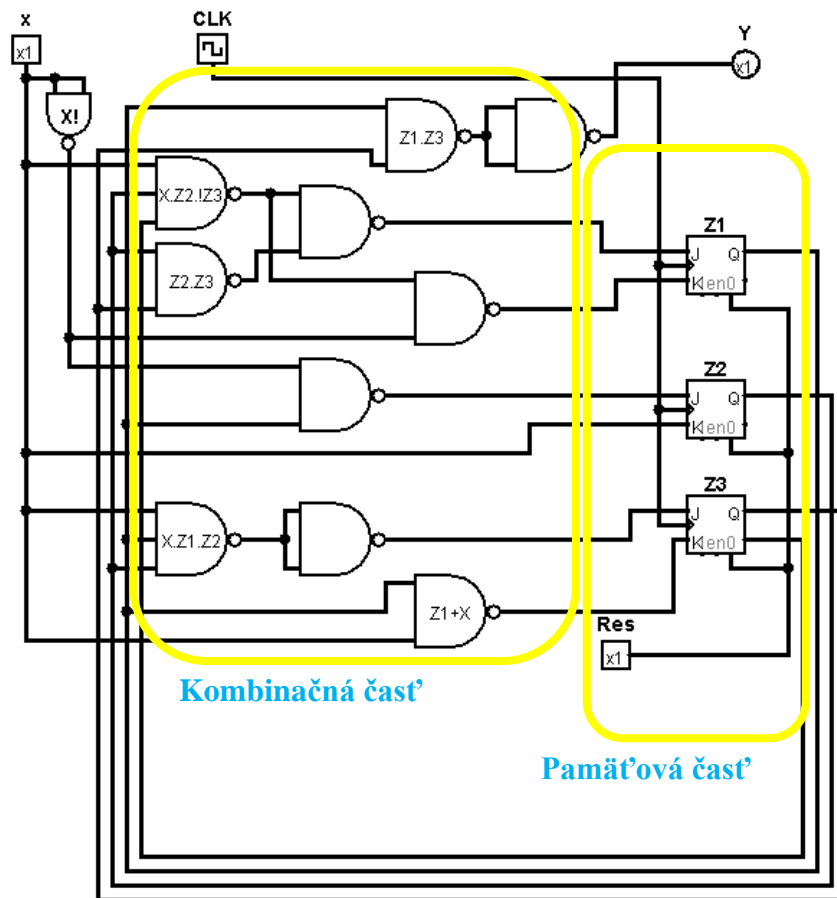 x
x1
CLK
Y
x1
X!
Z1.Z3
X.Z2.!Z3
Z2.Z3
Z1
J
Q
K
en0
Z2
J
Q
K
en0
Z3
J
Q
K
en0
X.Z1.Z2
Z1+X
Res
x1
Kombinačná časť
Pamäťová časť